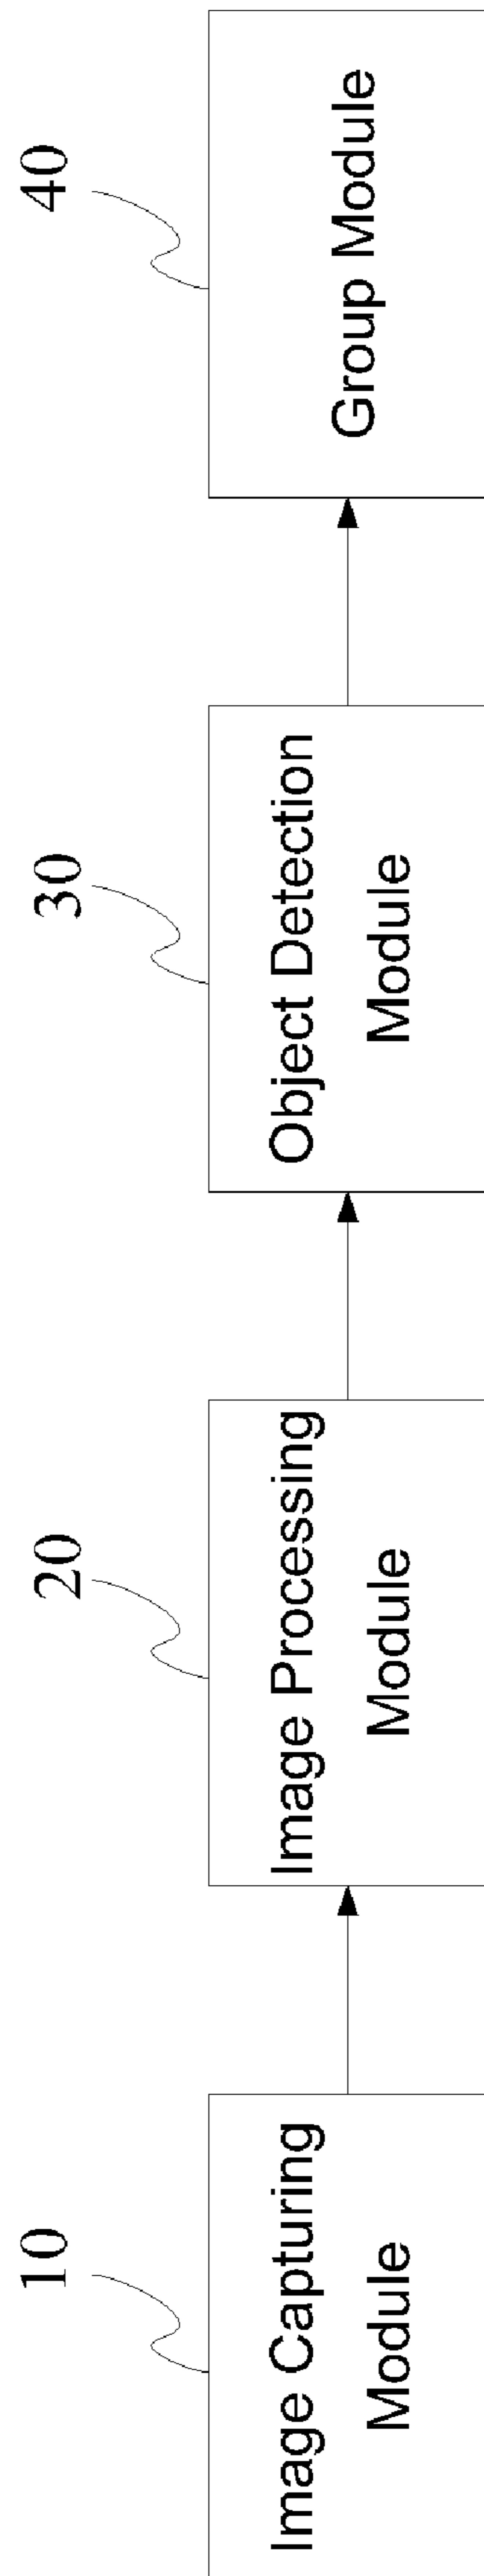 10
Image Capturing
Module
20
Image Processing
Module
30
Object Detection
Module
40
Group Module